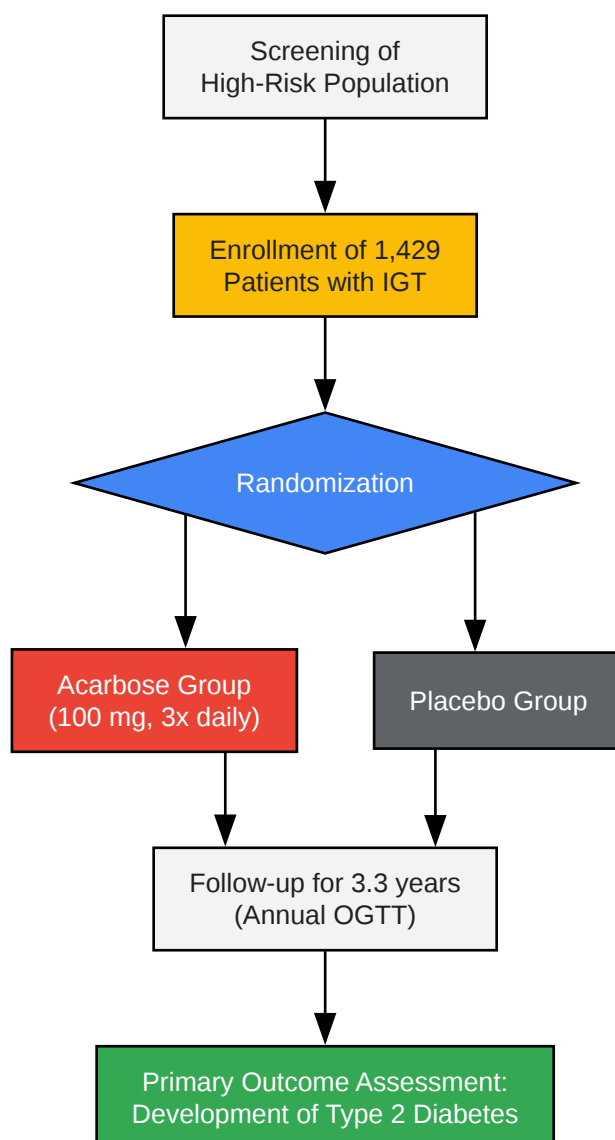 Screening of
High-Risk Population
Enrollment of 1,429
Patients with IGT
Randomization
Acarbose Group
(100 mg, 3x daily)
Placebo Group
Follow-up for 3.3 years
(Annual OGTT)
Primary Outcome Assessment:
Development of Type 2 Diabetes